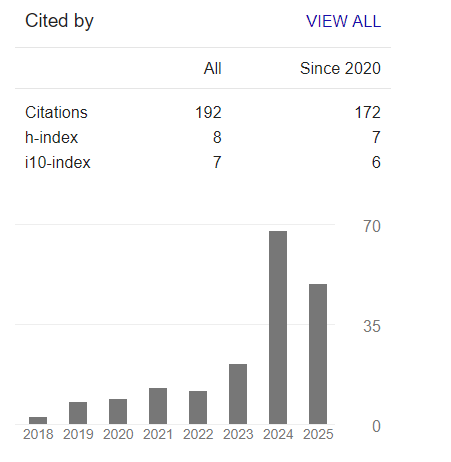 Cited by VIEW ALL
All Since 2020
Citations 192 172
h-index 8 7
i10-index 7 6
70
35
0
2018 2019 2020 2021 2022 2023 2024 2025